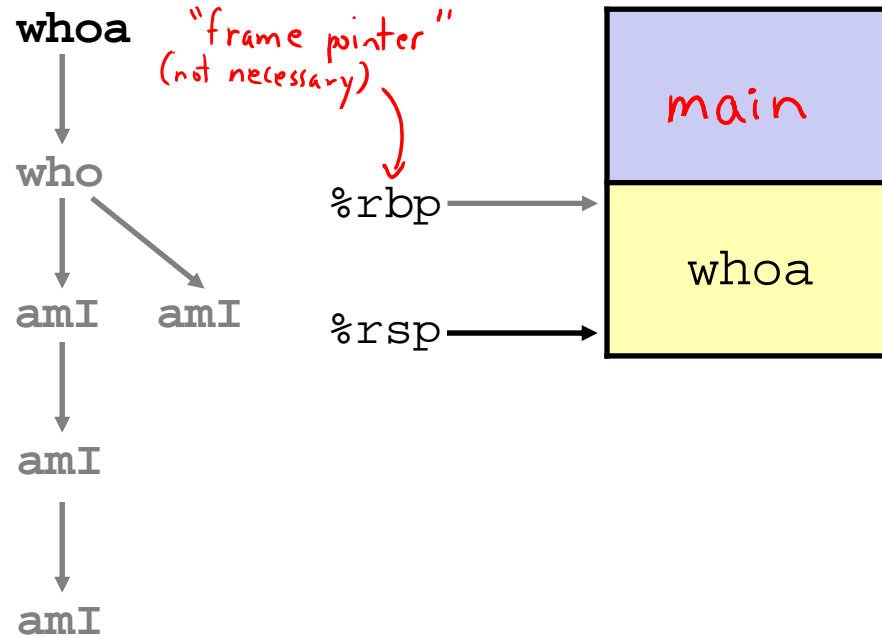 whoa
"frame pointer"
(not necessary)
main
who
%rbp
whoa
amI
amI
%rsp
amI
amI